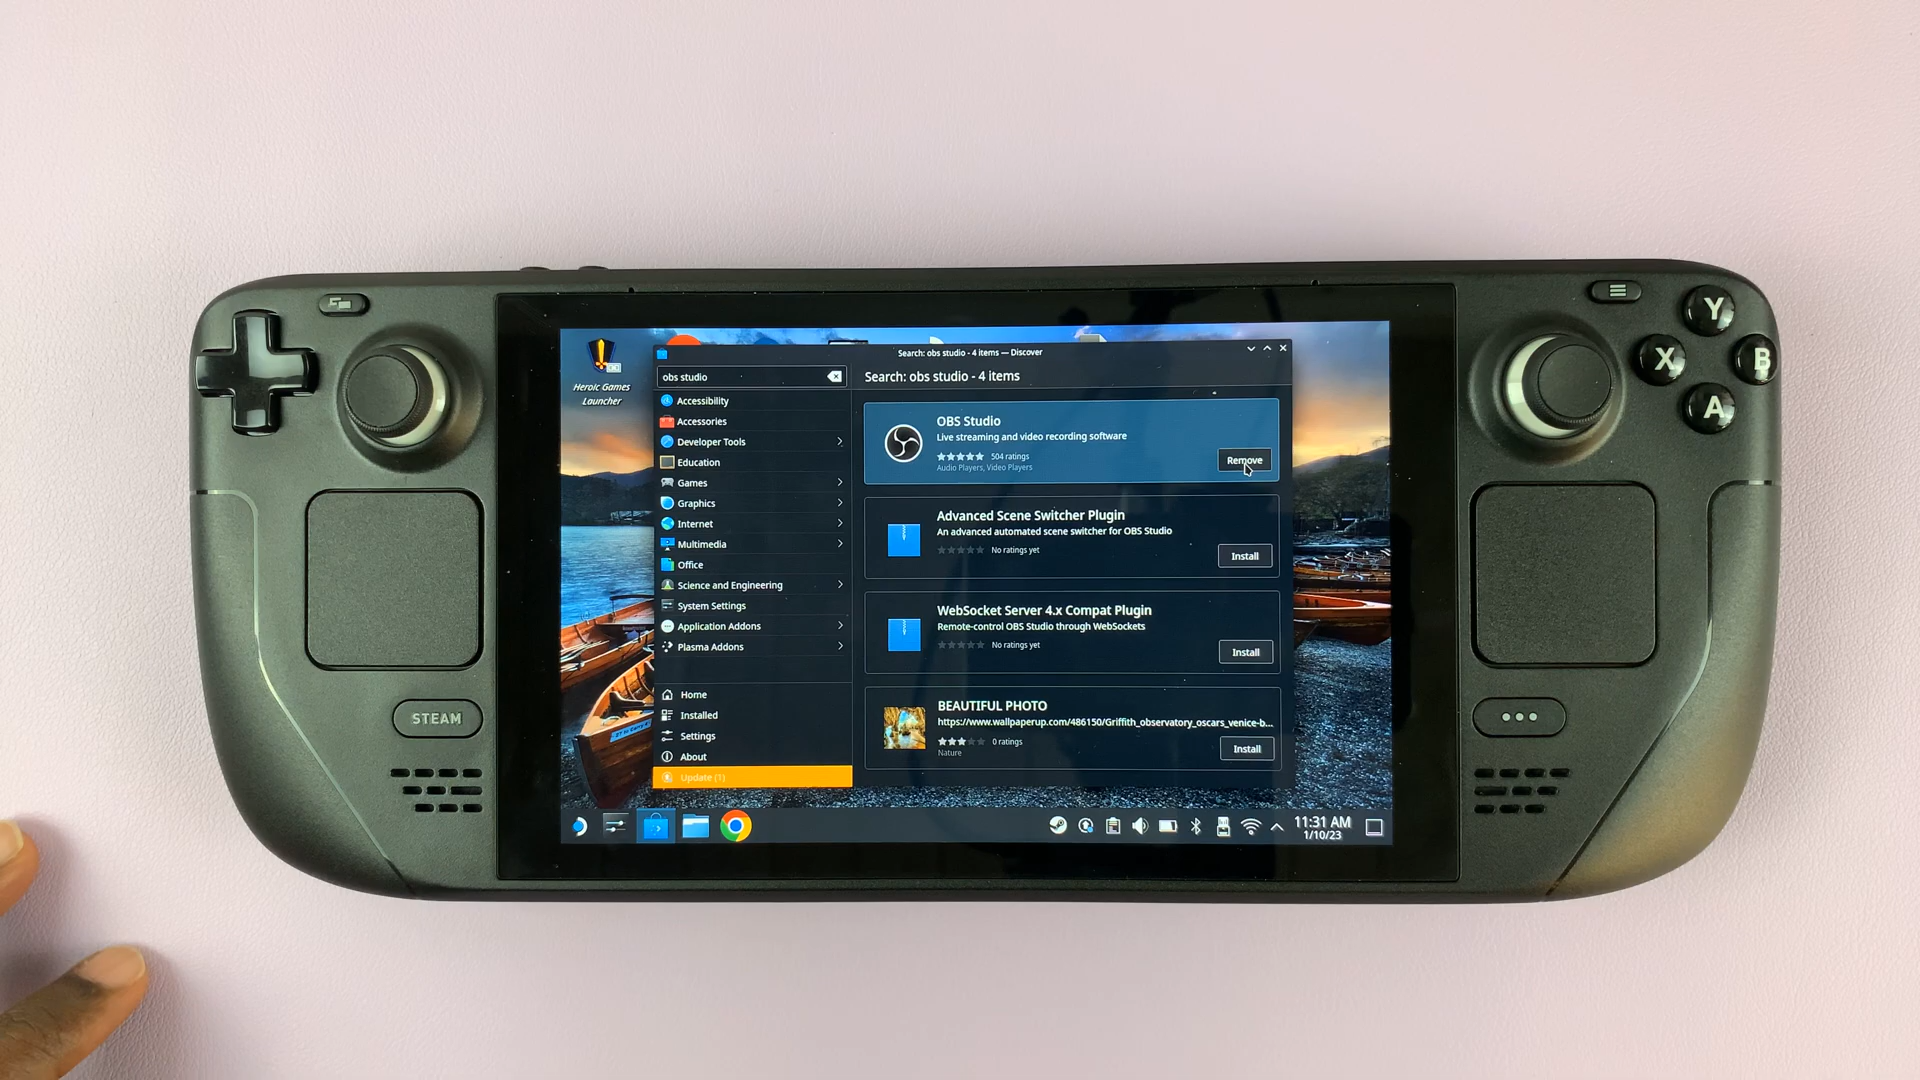 Heroic Games
Launcher
Search: obs studio - 4 items — Discover
obs studio
Accessibility
Accessories
Developer Tools
Education
Games
Graphics
Internet
Multimedia
Office
Science and Engineering
System Settings
Application Addons
Plasma Addons
Home
Installed
Settings
About
Update (1)
Search: obs studio - 4 items
OBS Studio
Live streaming and video recording software
504 ratings
Audio Players, Video Players
Remove
Advanced Scene Switcher Plugin
An advanced automated scene switcher for OBS Studio
No ratings yet
Install
WebSocket Server 4.x Compat Plugin
Remote-control OBS Studio through WebSockets
No ratings yet
Install
BEAUTIFUL PHOTO
https://www.wallpaperup.com/486150/Griffith_observatory_oscars_venice-b...
0 ratings
Nature
Install
11:31 AM
1/10/23
STEAM
Y
X
B
A